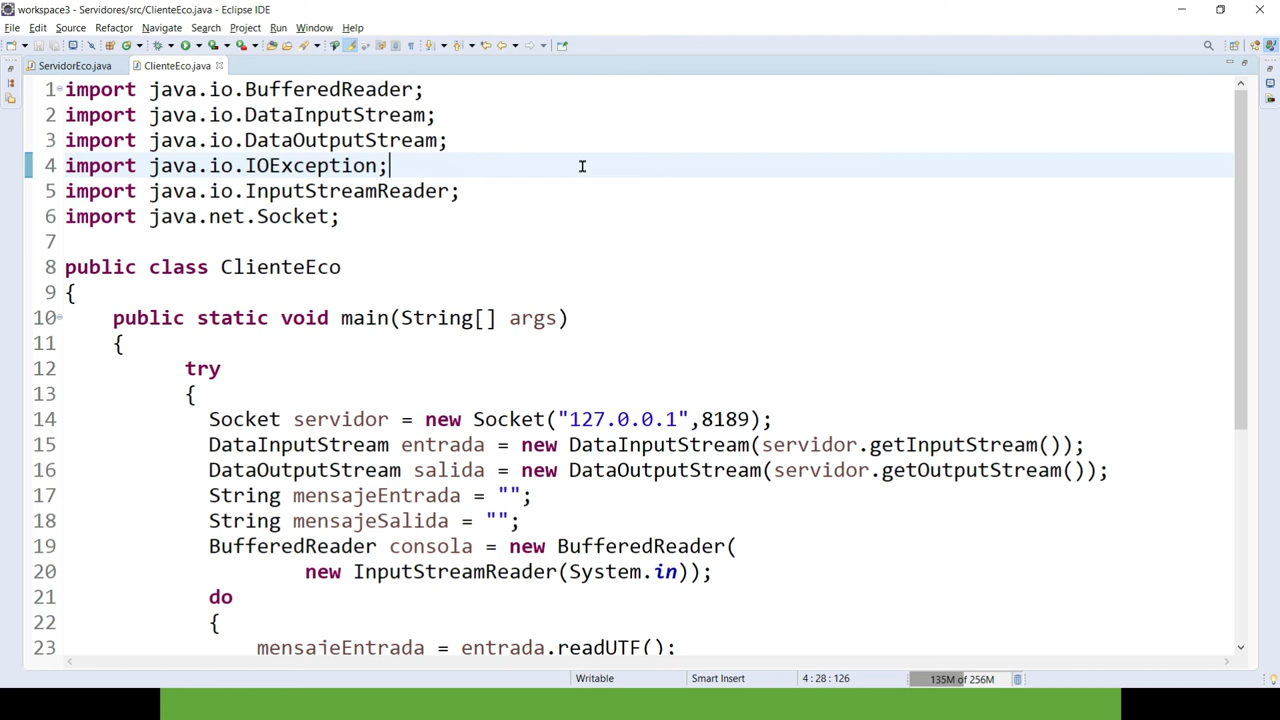 workspace3 - Servidores/src/ClienteEco.java - Eclipse IDE
File Edit Source Refactor Navigate Search Project Run Window Help
ServidorEco.java ClienteEco.java
1 import java.io.BufferedReader;
2 import java.io.DataInputStream;
3 import java.io.DataOutputStream;
4 import java.io.IOException;
5 import java.io.InputStreamReader;
6 import java.net.Socket;
7
8 public class ClienteEco
9 {
10 public static void main(String[] args)
11 {
12 try
13 {
14 Socket servidor = new Socket("127.0.0.1",8189);
15 DataInputStream entrada = new DataInputStream(servidor.getInputStream());
16 DataOutputStream salida = new DataOutputStream(servidor.getOutputStream());
17 String mensajeEntrada = "";
18 String mensajeSalida = "";
19 BufferedReader consola = new BufferedReader(
20 new InputStreamReader(System.in));
21 do
22 {
23 mensajeEntrada = entrada.readUTF();
Writable Smart Insert 4 : 28 : 126 135M of 256M